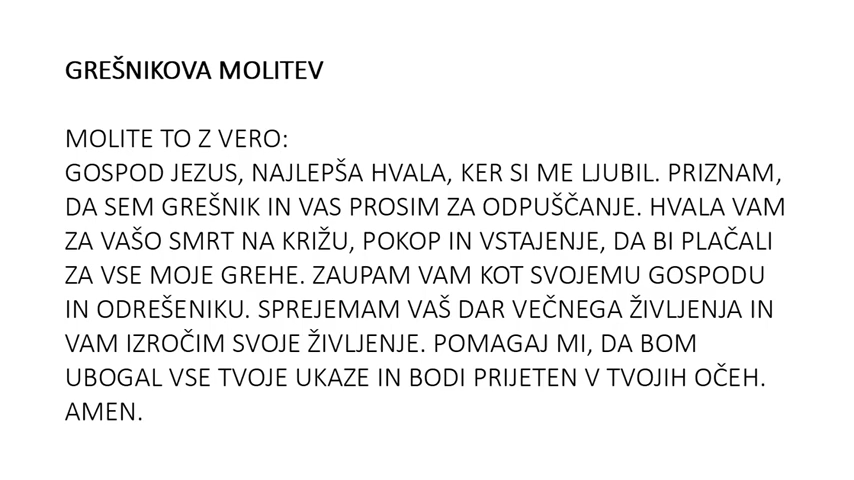 GREŠNIKOVA MOLITEV
MOLITE TO Z VERO:
GOSPOD JEZUS, NAJLEPŠA HVALA, KER SI ME LJUBIL. PRIZNAM,
DA SEM GREŠNIK IN VAS PROSIM ZA ODPUŠČANJE. HVALA VAM
ZA VAŠO SMRT NA KRIŽU, POKOP IN VSTAJENJE, DA BI PLAČALI
ZA VSE MOJE GREHE. ZAUPAM VAM KOT SVOJEMU GOSPODU
IN ODREŠENIKU. SPREJEMAM VAŠ DAR VEČNEGA ŽIVLJENJA IN
VAM IZROČIM SVOJE ŽIVLJENJE. POMAGAJ MI, DA BOM
UBOGAL VSE TVOJE UKAZE IN BODI PRIJETEN V TVOJIH OČEH.
AMEN.